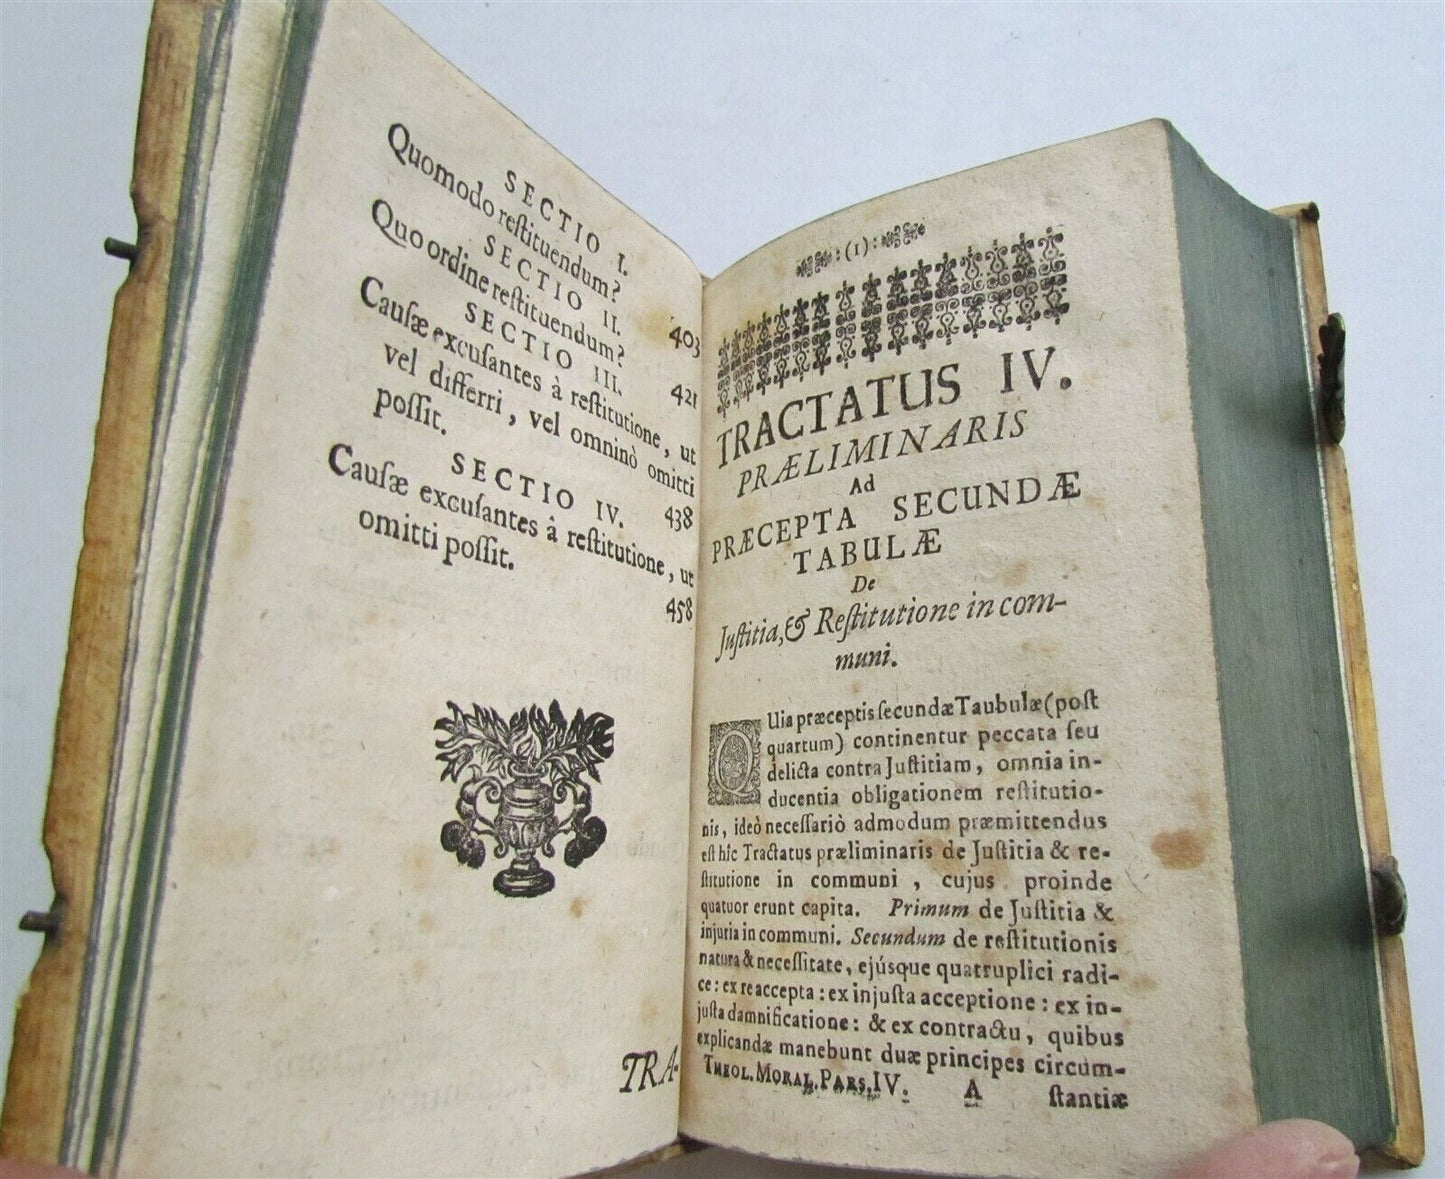 SECTIO I.
Quomodo reſtituendum? 403
SECTIO II.
Quo ordine reſtituendum? 421
SECTIO III.
Cauſæ excuſantes à reſtitutione, ut
vel differri, vel omninò omitti
poſſit. 438
SECTIO IV.
Cauſæ excuſantes â reſtitutione, ut
omitti poſſit. 458
TRA-
:(1):
TRACTATUS IV.
PRÆLIMINARIS
Ad
PRÆCEPTA SECUNDÆ
TABULÆ
De
Juſtitia, & Reſtitutione in com-
muni.
QUia præceptis ſecundæ Taubulæ (poſt
quartum) continentur peccata ſeu
delicta contra Juſtitiam, omnia in-
ducentia obligationem reſtitutio-
nis, ideò neceſſariò admodum præmittendus
eſt hîc Tractatus præliminaris de Juſtitia & re-
ſtitutione in communi, cujus proinde
quatuor erunt capita. Primum de Juſtitia &
injuria in communi. Secundum de reſtitutionis
natura & neceſſitate, ejúsque quatruplici radi-
ce: ex re accepta: ex injuſta acceptione: ex in-
juſta damnificatione: & ex contractu, quibus
explicandæ manebunt duæ principes circum-
THEOL. MORAL. PARS. IV. A ſtantiæ